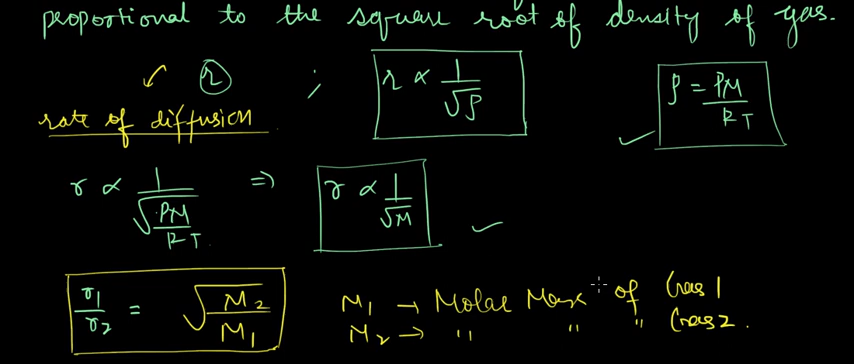 proportional to the square root of density of gas.
r ; r ∝ 1/√ρ ρ = PM/RT
rate of diffusion
r ∝ 1/√(PM/RT) ⇒ r ∝ 1/√M
r1/r2 = √(M2/M1) M1 → Molar Mass of Gas 1
M2 → " " " Gas 2.